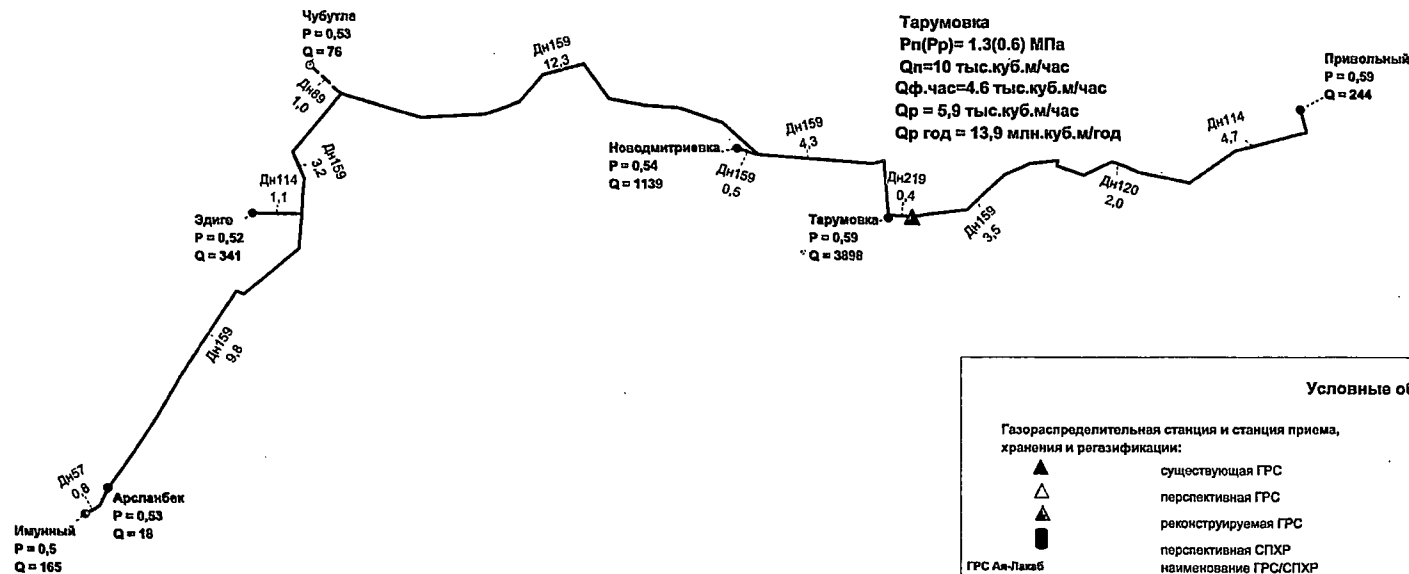 Чубутла
P = 0,53
Q = 76
Дн89
1,0
Дн159
12,3
Тарумовка
Рп(Рр)= 1.3(0.6) МПа
Qп=10 тыс.куб.м/час
Qф.час=4.6 тыс.куб.м/час
Qр = 5,9 тыс.куб.м/час
Qр год = 13,9 млн.куб.м/год
Привольный
P = 0,59
Q = 244
Дн114
4,7
Дн159
3,2
Дн114
1,1
Эдиге
P = 0,52
Q = 341
Новодмитриевка
P = 0,54
Q = 1139
Дн159
0,5
Дн159
4,3
Дн219
0,4
Тарумовка
P = 0,59
Q = 3898
Дн159
3,5
Дн120
2,0
Дн159
9,8
Дн57
0,8
Арсланбек
P = 0,53
Q = 18
Имунный
P = 0,5
Q = 165
Условные об
Газораспределительная станция и станция приема,
хранения и регазификации:
существующая ГРС
перспективная ГРС
реконструируемая ГРС
перспективная СПХР
ГРС Ая-Лакаб наименование ГРС/СПХР